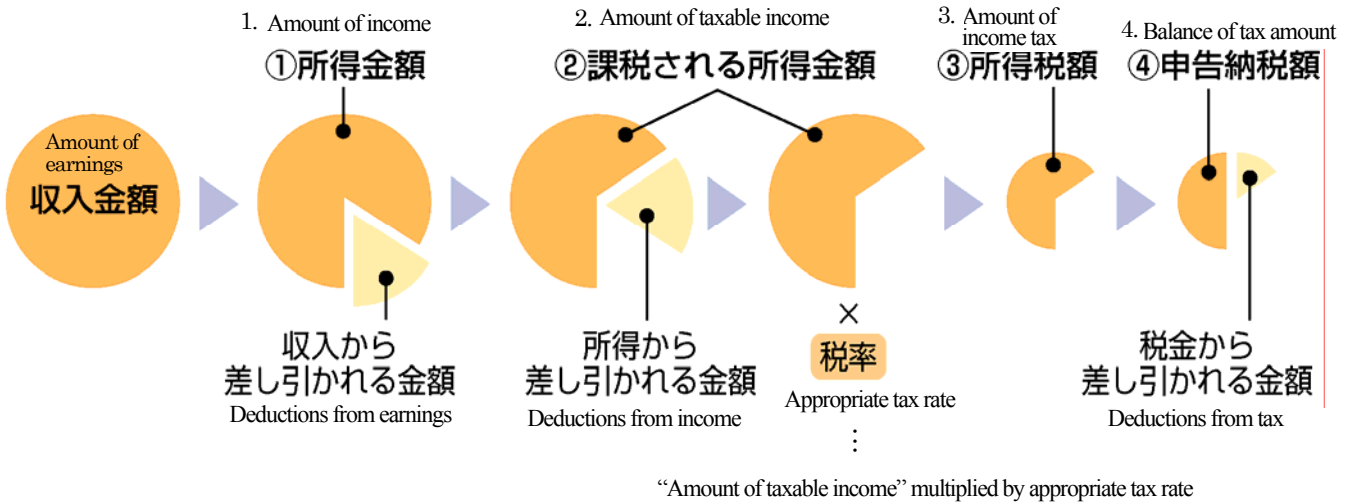 1. Amount of income
①所得金額
2. Amount of taxable income
②課税される所得金額
3. Amount of
income tax
③所得税額
4. Balance of tax amount
④申告納税額
Amount of
earnings
収入金額
収入から
差し引かれる金額
Deductions from earnings
所得から
差し引かれる金額
Deductions from income
×
税率
Appropriate tax rate
⋮
“Amount of taxable income” multiplied by appropriate tax rate
税金から
差し引かれる金額
Deductions from tax